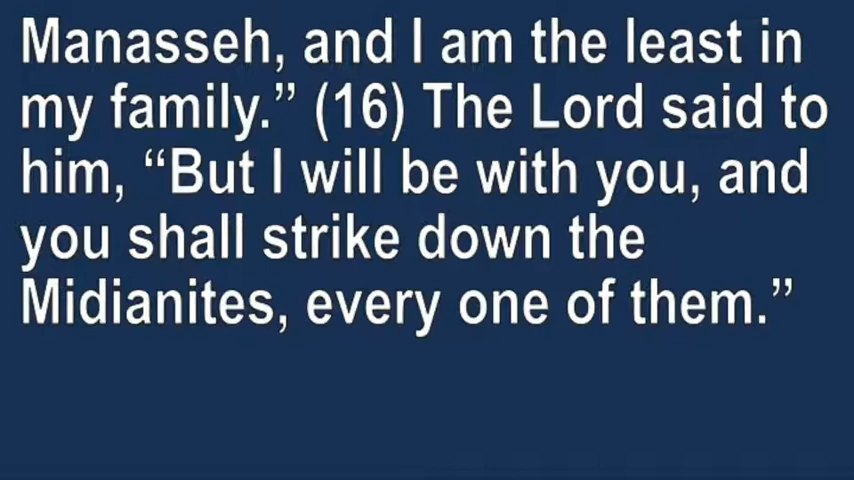 Manasseh, and I am the least in
my family.” (16) The Lord said to
him, “But I will be with you, and
you shall strike down the
Midianites, every one of them.”